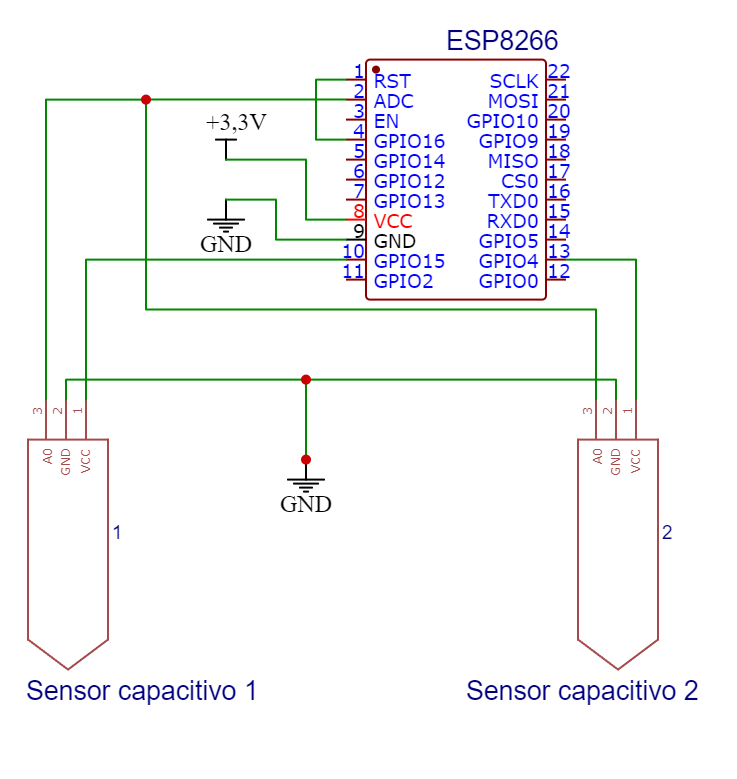 ESP8266
1 RST SCLK 22
2 ADC MOSI 21
3 EN GPIO10 20
4 GPIO16 GPIO9 19
5 GPIO14 MISO 18
6 GPIO12 CS0 17
7 GPIO13 TXD0 16
8 VCC RXD0 15
9 GND GPIO5 14
10 GPIO15 GPIO4 13
11 GPIO2 GPIO0 12
+3,3V
GND
3 2 1
A0 GND VCC
1
GND
3 2 1
A0 GND VCC
2
Sensor capacitivo 1
Sensor capacitivo 2